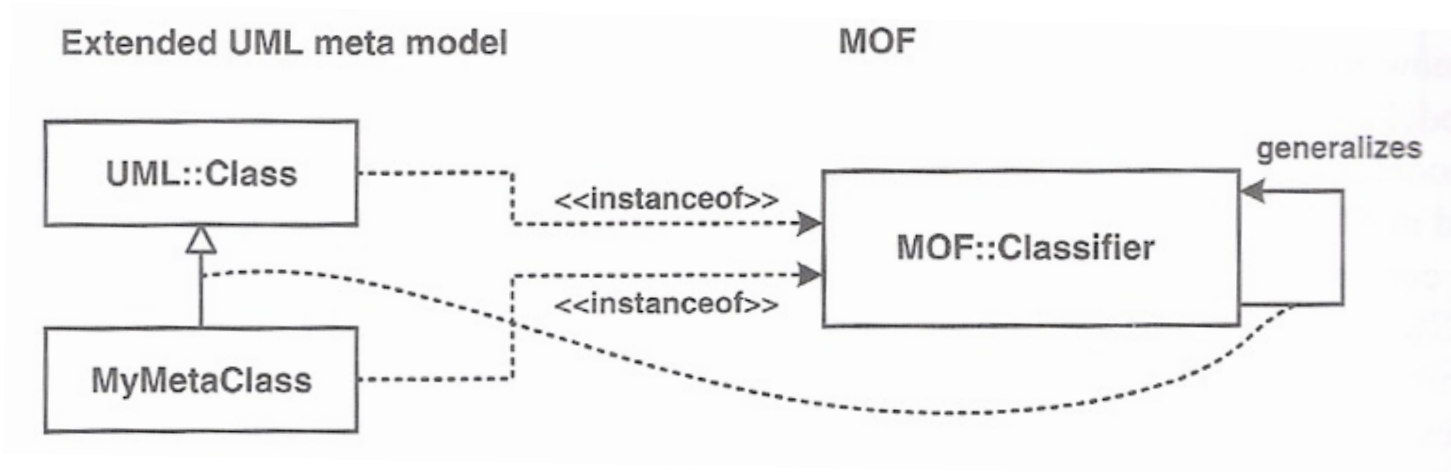 Extended UML meta model
MOF
UML::Class
generalizes
<<instanceof>>
MOF::Classifier
<<instanceof>>
MyMetaClass